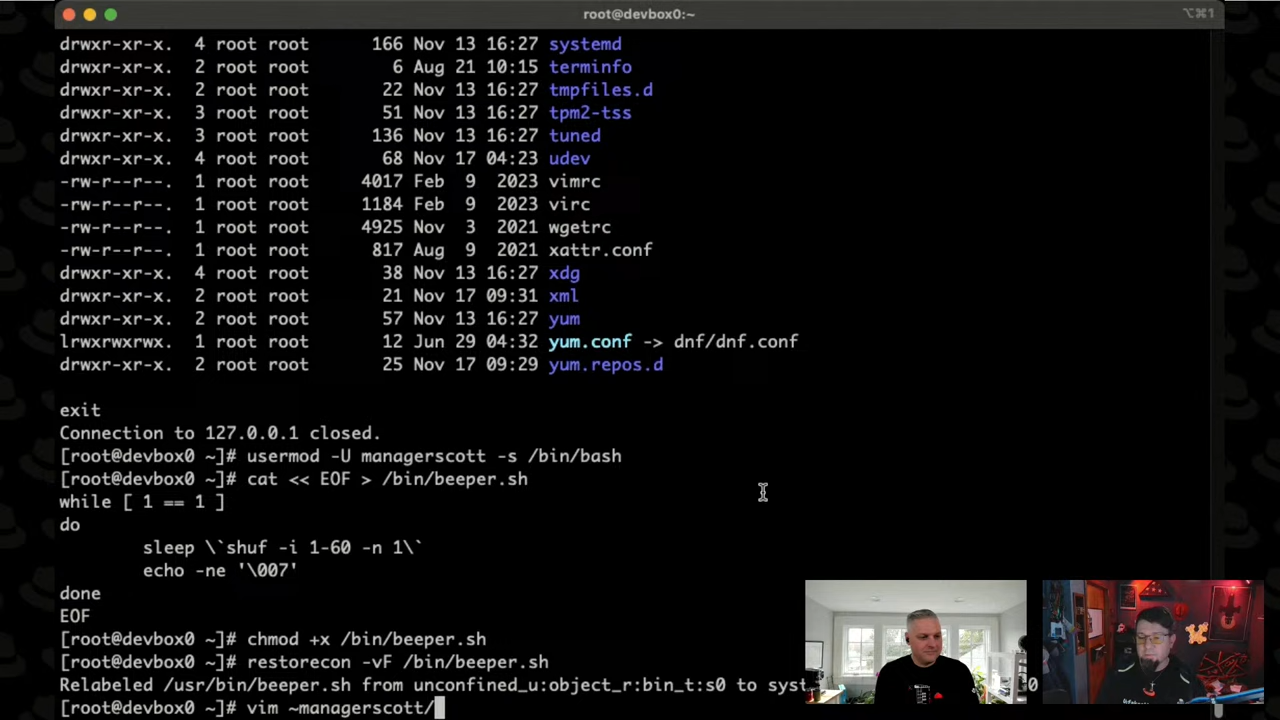 root@devbox0:~
⌥⌘1
drwxr-xr-x. 4 root root 166 Nov 13 16:27 systemd
drwxr-xr-x. 2 root root 6 Aug 21 10:15 terminfo
drwxr-xr-x. 2 root root 22 Nov 13 16:27 tmpfiles.d
drwxr-xr-x. 3 root root 51 Nov 13 16:27 tpm2-tss
drwxr-xr-x. 3 root root 136 Nov 13 16:27 tuned
drwxr-xr-x. 4 root root 68 Nov 17 04:23 udev
-rw-r--r--. 1 root root 4017 Feb 9 2023 vimrc
-rw-r--r--. 1 root root 1184 Feb 9 2023 virc
-rw-r--r--. 1 root root 4925 Nov 3 2021 wgetrc
-rw-r--r--. 1 root root 817 Aug 9 2021 xattr.conf
drwxr-xr-x. 4 root root 38 Nov 13 16:27 xdg
drwxr-xr-x. 2 root root 21 Nov 17 09:31 xml
drwxr-xr-x. 2 root root 57 Nov 13 16:27 yum
lrwxrwxrwx. 1 root root 12 Jun 29 04:32 yum.conf -> dnf/dnf.conf
drwxr-xr-x. 2 root root 25 Nov 17 09:29 yum.repos.d
exit
Connection to 127.0.0.1 closed.
[root@devbox0 ~]# usermod -U managerscott -s /bin/bash
[root@devbox0 ~]# cat << EOF > /bin/beeper.sh
while [ 1 == 1 ]
do
sleep \`shuf -i 1-60 -n 1\`
echo -ne '\007'
done
EOF
[root@devbox0 ~]# chmod +x /bin/beeper.sh
[root@devbox0 ~]# restorecon -vF /bin/beeper.sh
Relabeled /usr/bin/beeper.sh from unconfined_u:object_r:bin_t:s0 to syst
[root@devbox0 ~]# vim ~managerscott/